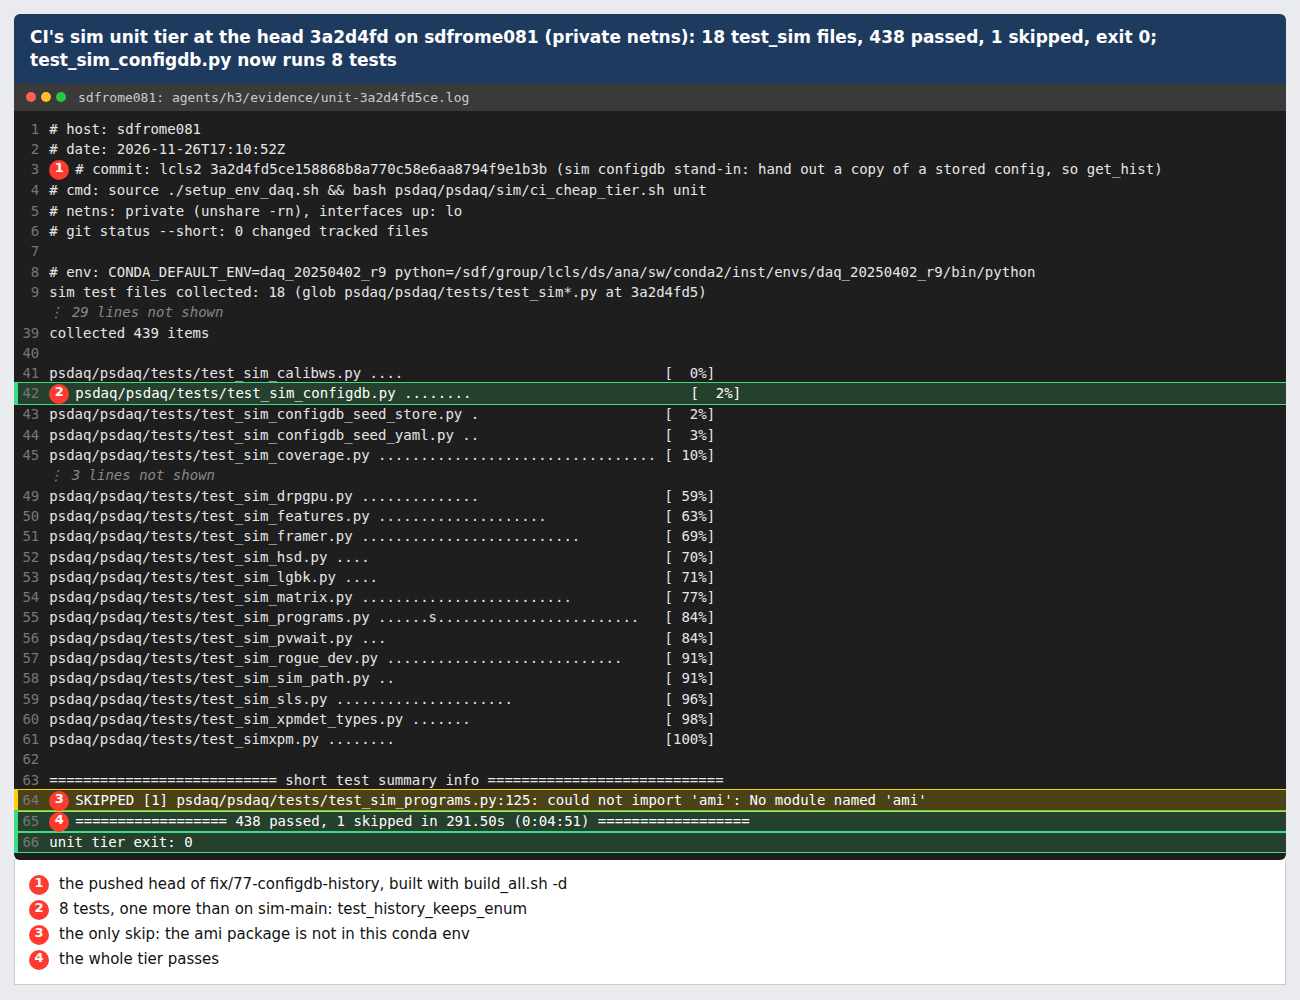 CI's sim unit tier at the head 3a2d4fd on sdfrome081 (private netns): 18 test_sim files, 438 passed, 1 skipped, exit 0;
test_sim_configdb.py now runs 8 tests
sdfrome081: agents/h3/evidence/unit-3a2d4fd5ce.log
1 # host: sdfrome081
2 # date: 2026-11-26T17:10:52Z
3 1 # commit: lcls2 3a2d4fd5ce158868b8a770c58e6aa8794f9e1b3b (sim configdb stand-in: hand out a copy of a stored config, so get_hist)
4 # cmd: source ./setup_env_daq.sh && bash psdaq/psdaq/sim/ci_cheap_tier.sh unit
5 # netns: private (unshare -rn), interfaces up: lo
6 # git status --short: 0 changed tracked files
7
8 # env: CONDA_DEFAULT_ENV=daq_20250402_r9 python=/sdf/group/lcls/ds/ana/sw/conda2/inst/envs/daq_20250402_r9/bin/python
9 sim test files collected: 18 (glob psdaq/psdaq/tests/test_sim*.py at 3a2d4fd5)
⋮ 29 lines not shown
39 collected 439 items
40
41 psdaq/psdaq/tests/test_sim_calibws.py .... [ 0%]
42 2 psdaq/psdaq/tests/test_sim_configdb.py ........ [ 2%]
43 psdaq/psdaq/tests/test_sim_configdb_seed_store.py . [ 2%]
44 psdaq/psdaq/tests/test_sim_configdb_seed_yaml.py .. [ 3%]
45 psdaq/psdaq/tests/test_sim_coverage.py ................................. [ 10%]
⋮ 3 lines not shown
49 psdaq/psdaq/tests/test_sim_drpgpu.py .............. [ 59%]
50 psdaq/psdaq/tests/test_sim_features.py .................... [ 63%]
51 psdaq/psdaq/tests/test_sim_framer.py .......................... [ 69%]
52 psdaq/psdaq/tests/test_sim_hsd.py .... [ 70%]
53 psdaq/psdaq/tests/test_sim_lgbk.py .... [ 71%]
54 psdaq/psdaq/tests/test_sim_matrix.py ......................... [ 77%]
55 psdaq/psdaq/tests/test_sim_programs.py ......s........................ [ 84%]
56 psdaq/psdaq/tests/test_sim_pvwait.py ... [ 84%]
57 psdaq/psdaq/tests/test_sim_rogue_dev.py ............................ [ 91%]
58 psdaq/psdaq/tests/test_sim_sim_path.py .. [ 91%]
59 psdaq/psdaq/tests/test_sim_sls.py ..................... [ 96%]
60 psdaq/psdaq/tests/test_sim_xpmdet_types.py ....... [ 98%]
61 psdaq/psdaq/tests/test_simxpm.py ........ [100%]
62
63 =========================== short test summary info ============================
64 3 SKIPPED [1] psdaq/psdaq/tests/test_sim_programs.py:125: could not import 'ami': No module named 'ami'
65 4 ================== 438 passed, 1 skipped in 291.50s (0:04:51) ==================
66 unit tier exit: 0
1 the pushed head of fix/77-configdb-history, built with build_all.sh -d
2 8 tests, one more than on sim-main: test_history_keeps_enum
3 the only skip: the ami package is not in this conda env
4 the whole tier passes